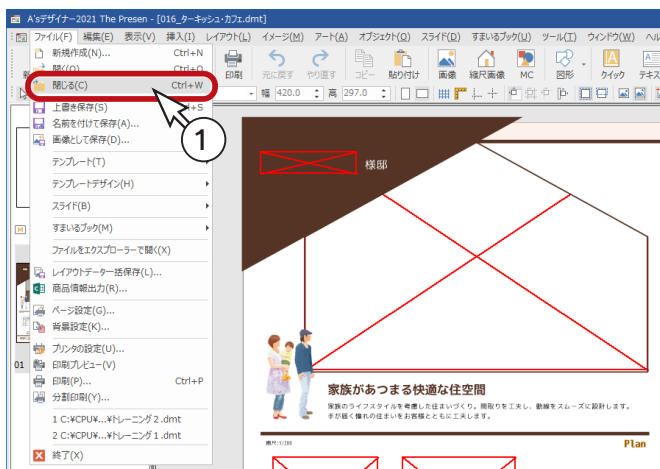 A'sデザイナー2021 The Presen - [016_ターキッシュ・カフェ.dmt]
ファイル(F) 編集(E) 表示(V) 挿入(I) レイアウト(L) イメージ(M) アート(A) オブジェクト(O) スライド(D) すまいるブック(U) ツール(T) ウィンドウ(W) ヘル
新規作成(N)... Ctrl+N
開く(O)... Ctrl+O
閉じる(C) Ctrl+W
上書き保存(S) Ctrl+S
名前を付けて保存(A)...
画像として保存(D)...
テンプレート(T)
テンプレートデザイン(H)
スライド(B)
すまいるブック(M)
ファイルをエクスプローラーで開く(X)
レイアウトデータ一括保存(L)...
商品情報出力(R)...
ページ設定(G)...
背景設定(K)...
プリンタの設定(U)...
印刷プレビュー(V)
印刷(P)... Ctrl+P
分割印刷(Y)...
1 C:¥CPU¥...¥トレーニング2.dmt
2 C:¥CPU¥...¥トレーニング1.dmt
終了(X)
1
新
印刷 元に戻す やり直す コピー 貼り付け 画像 縮尺画像 MC 図形 クイック テキス
幅 420.0 高 297.0
01
様邸
家族があつまる快適な住空間
家族のライフスタイルを考慮した住まいづくり。間取りを工夫し、動線をスムーズに設計します。
手が届く憧れの住まいをお客様とともに工夫します。
縮尺:1/200
Plan